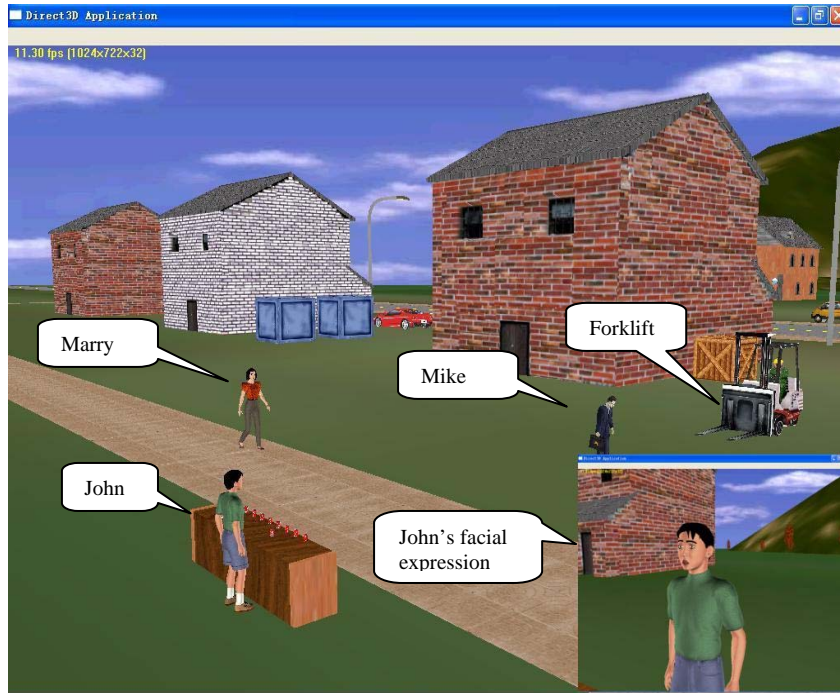 Direct3D Application
11.30 fps (1024x722x32)
Marry
Forklift
Mike
John
John's facial
expression
Direct3D Application